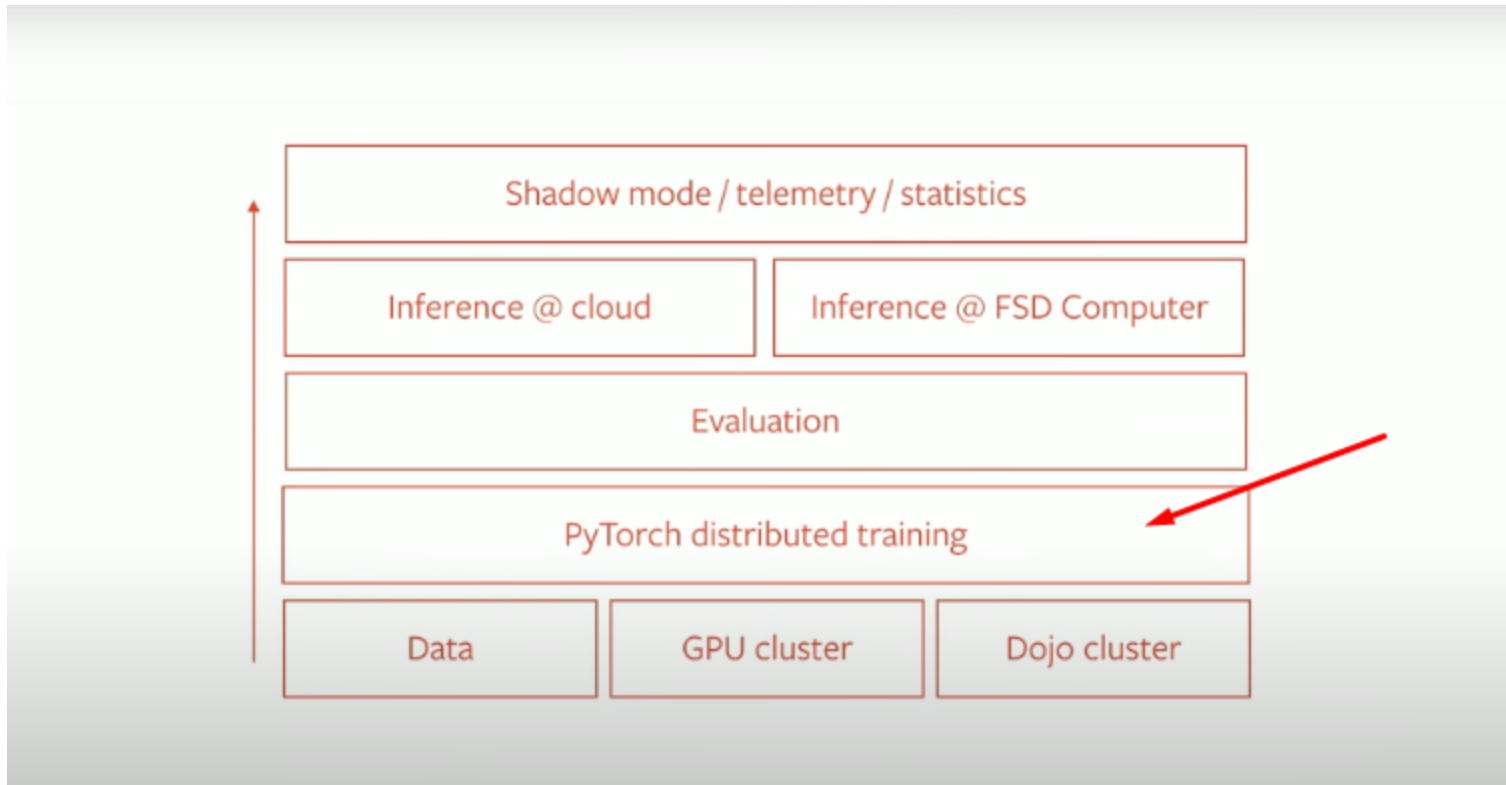 Shadow mode / telemetry / statistics
Inference @ cloud
Inference @ FSD Computer
Evaluation
PyTorch distributed training
Data
GPU cluster
Dojo cluster